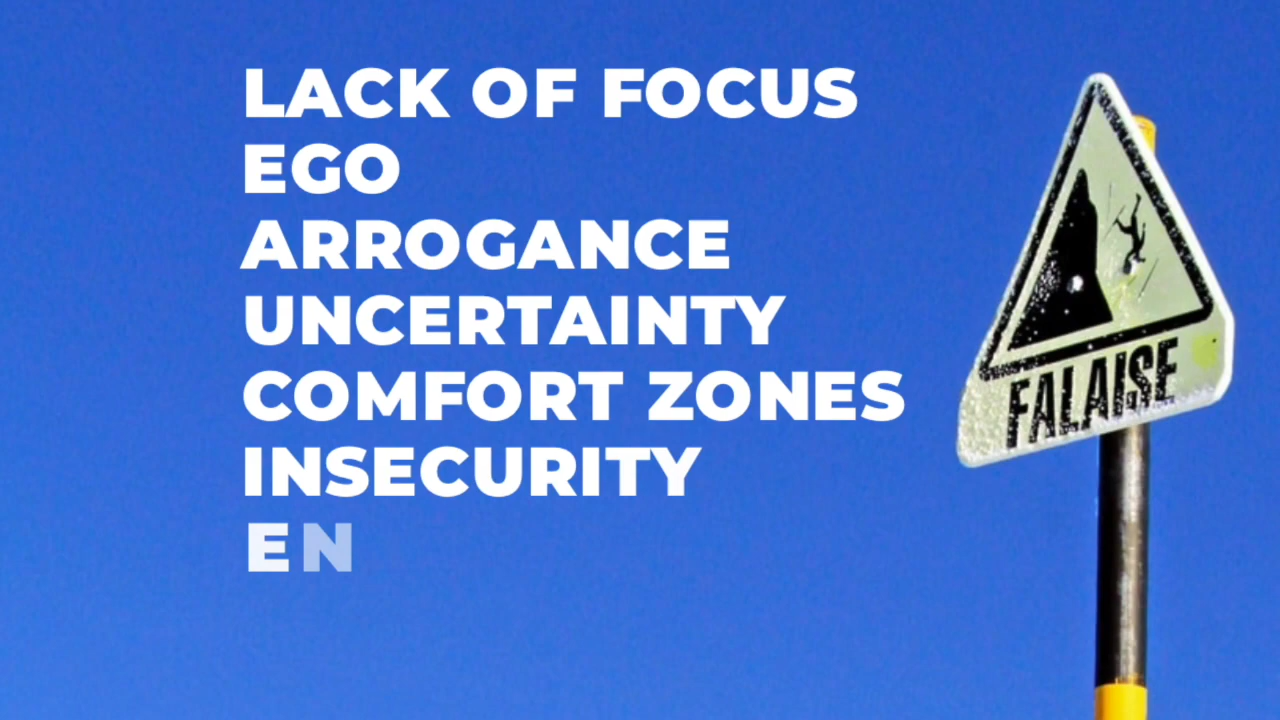 LACK OF FOCUS
EGO
ARROGANCE
UNCERTAINTY
COMFORT ZONES
INSECURITY
EN
FALAISE